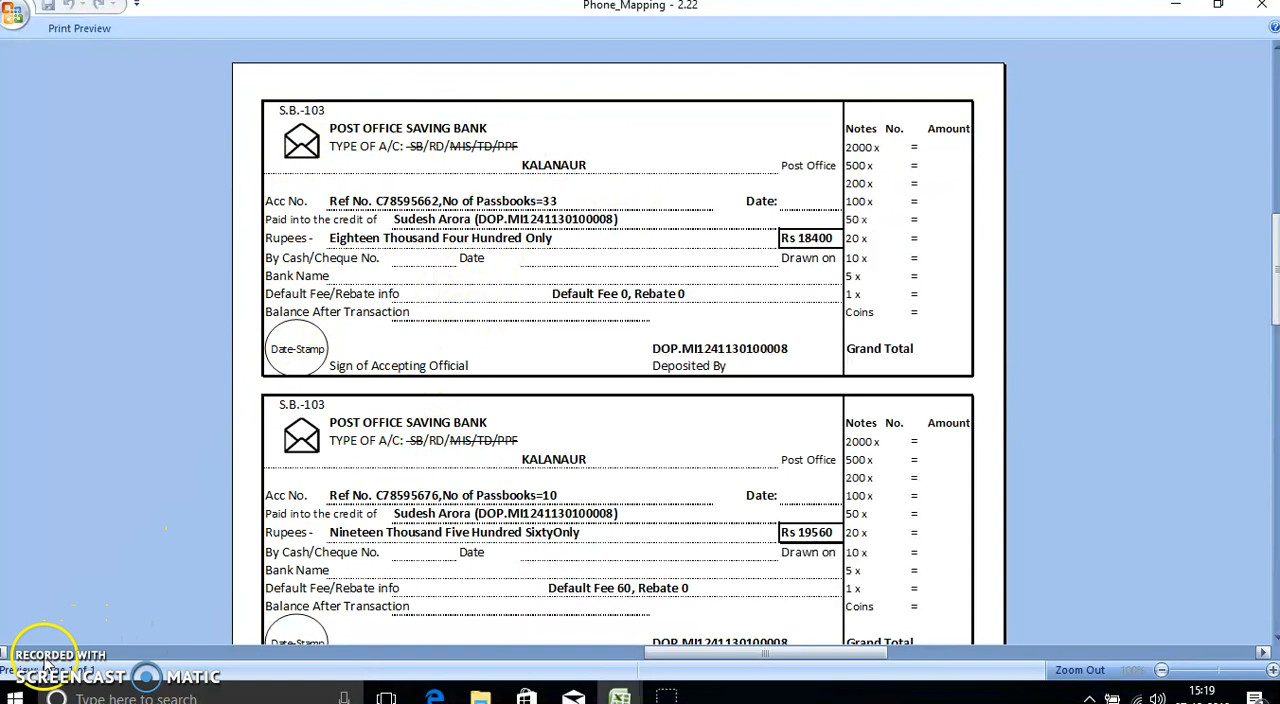 Phone_Mapping - 2.22
Print Preview
S.B.-103
POST OFFICE SAVING BANK
TYPE OF A/C: SB/RD/MIS/TD/PPF
KALANAUR Post Office
Acc No. Ref No. C78595662,No of Passbooks=33 Date:
Paid into the credit of Sudesh Arora (DOP.MI1241130100008)
Rupees - Eighteen Thousand Four Hundred Only Rs 18400
By Cash/Cheque No. Date Drawn on
Bank Name
Default Fee/Rebate info Default Fee 0, Rebate 0
Balance After Transaction
Date-Stamp
DOP.MI1241130100008
Sign of Accepting Official Deposited By
Notes No. Amount
2000 x =
500 x =
200 x =
100 x =
50 x =
20 x =
10 x =
5 x =
1 x =
Coins =
Grand Total
S.B.-103
POST OFFICE SAVING BANK
TYPE OF A/C: SB/RD/MIS/TD/PPF
KALANAUR Post Office
Acc No. Ref No. C78595676,No of Passbooks=10 Date:
Paid into the credit of Sudesh Arora (DOP.MI1241130100008)
Rupees - Nineteen Thousand Five Hundred SixtyOnly Rs 19560
By Cash/Cheque No. Date Drawn on
Bank Name
Default Fee/Rebate info Default Fee 60, Rebate 0
Balance After Transaction
Date-Stamp
DOP.MI1241130100008
Notes No. Amount
2000 x =
500 x =
200 x =
100 x =
50 x =
20 x =
10 x =
5 x =
1 x =
Coins =
Grand Total
RECORDED WITH
SCREENCAST MATIC
Zoom Out 100%
Type here to search
15:19